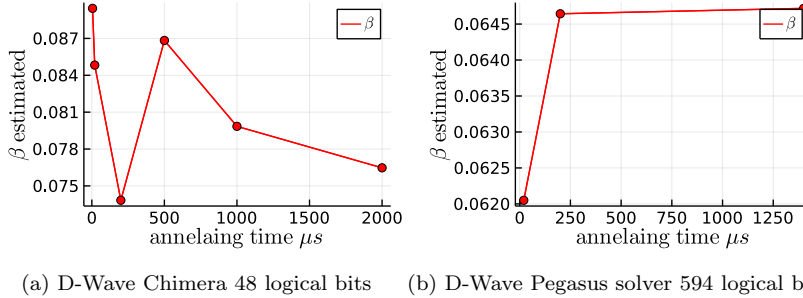 0.087
0.084
0.081
0.078
0.075
β estimated
β
0 500 1000 1500 2000
annelaing time μs
(a) D-Wave Chimera 48 logical bits
0.0645
0.0640
0.0635
0.0630
0.0625
0.0620
β estimated
β
0 250 500 750 1000 1250
annelaing time μs
(b) D-Wave Pegasus solver 594 logical b